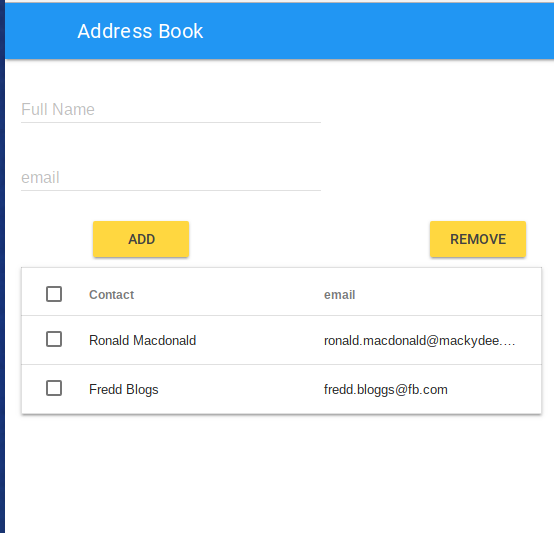 Address Book
Full Name
email
ADD REMOVE
Contact email
Ronald Macdonald ronald.macdonald@mackydee.…
Fredd Blogs fredd.bloggs@fb.com